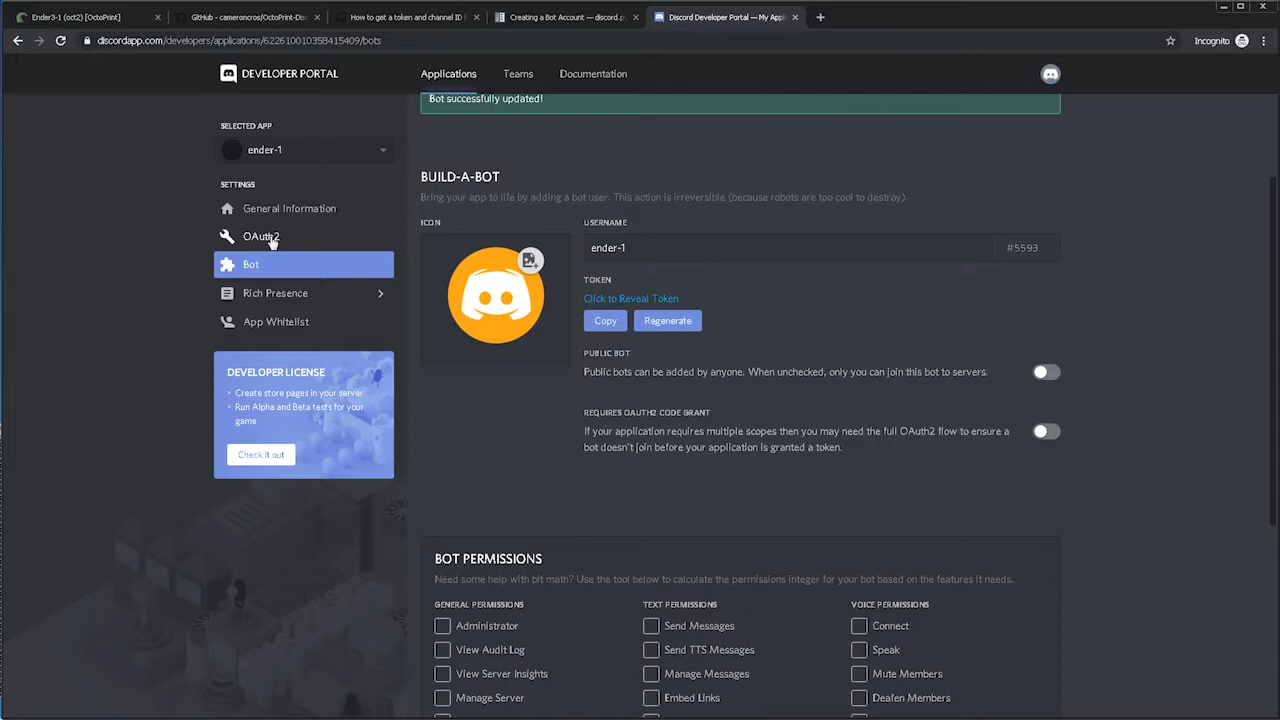 Ender3-1 (oct2) [OctoPrint]
GitHub - cameroncros/OctoPrint-Dis
How to get a token and channel ID f
Creating a Bot Account — discord.p
Discord Developer Portal — My Appl
discordapp.com/developers/applications/622610010358415409/bots
Incognito
DEVELOPER PORTAL
Applications
Teams
Documentation
SELECTED APP
ender-1
SETTINGS
General Information
OAuth2
Bot
Rich Presence
App Whitelist
DEVELOPER LICENSE
• Create store pages in your server
• Run Alpha and Beta tests for your
game
Check it out
Bot successfully updated!
BUILD-A-BOT
Bring your app to life by adding a bot user. This action is irreversible (because robots are too cool to destroy).
ICON
USERNAME
ender-1
#5593
TOKEN
Click to Reveal Token
Copy
Regenerate
PUBLIC BOT
Public bots can be added by anyone. When unchecked, only you can join this bot to servers.
REQUIRES OAUTH2 CODE GRANT
If your application requires multiple scopes then you may need the full OAuth2 flow to ensure a
bot doesn't join before your application is granted a token.
BOT PERMISSIONS
Need some help with bit math? Use the tool below to calculate the permissions integer for your bot based on the features it needs.
GENERAL PERMISSIONS
Administrator
View Audit Log
View Server Insights
Manage Server
TEXT PERMISSIONS
Send Messages
Send TTS Messages
Manage Messages
Embed Links
VOICE PERMISSIONS
Connect
Speak
Mute Members
Deafen Members